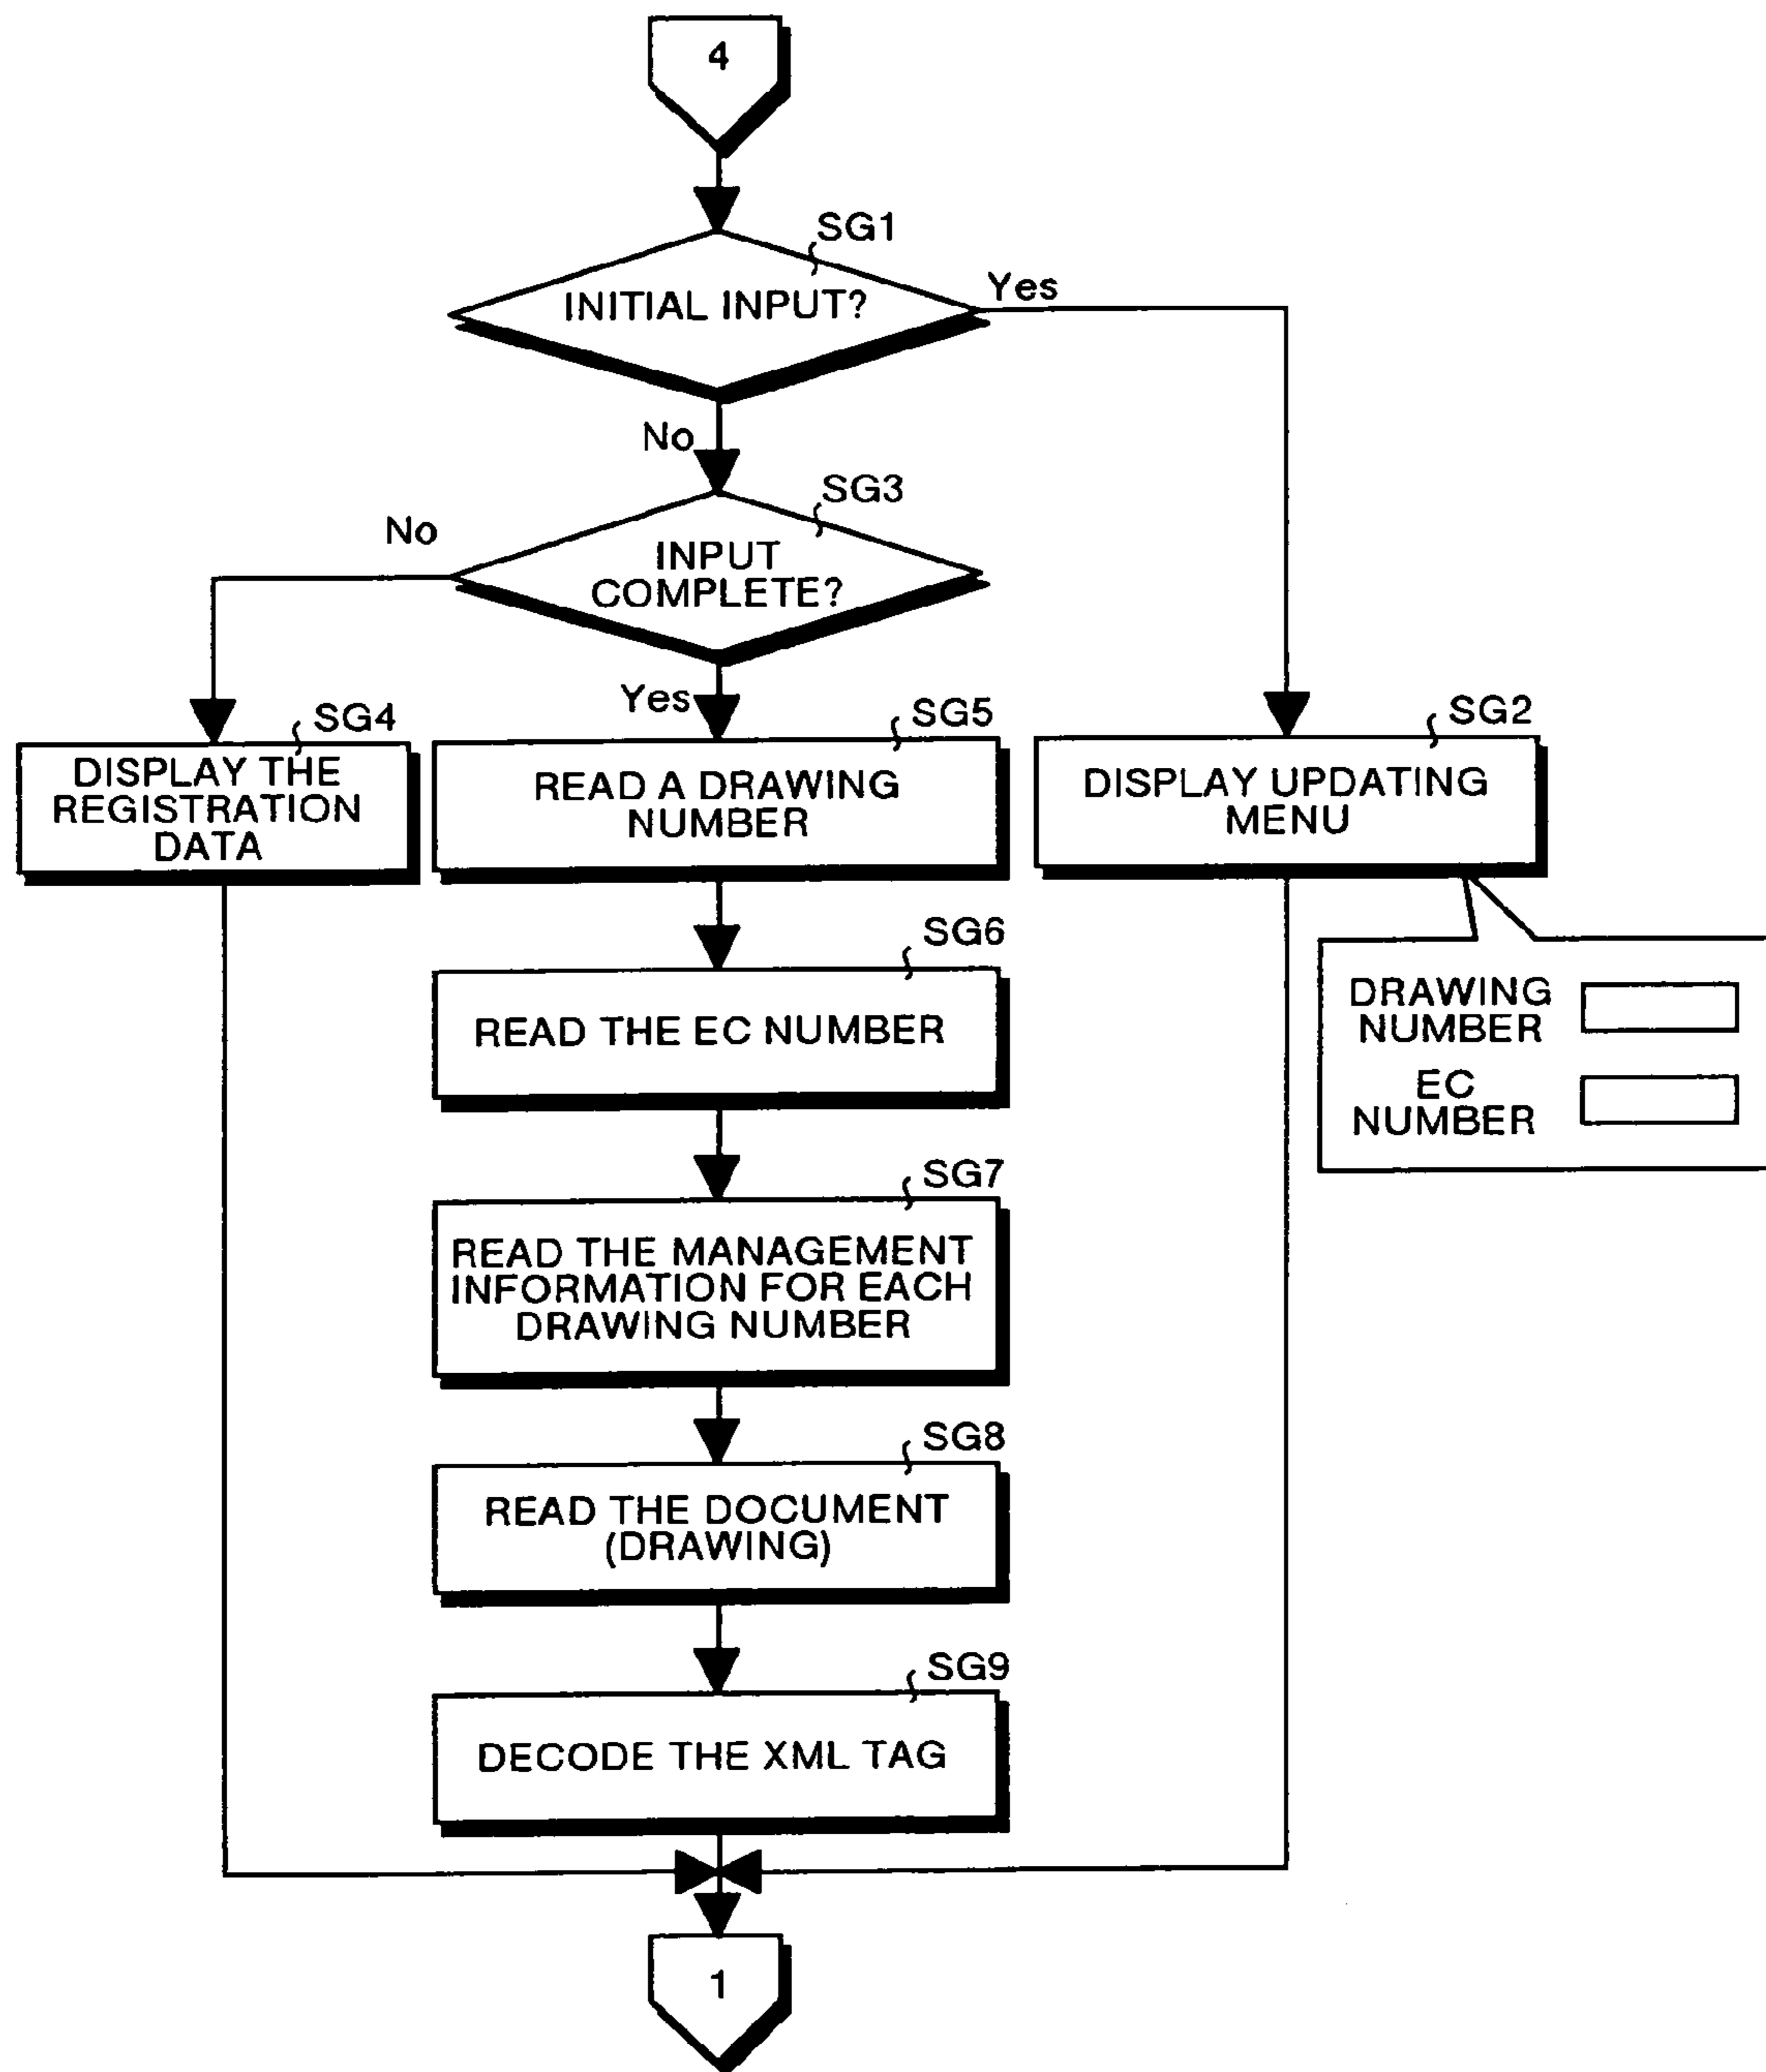 4
SG1
INITIAL INPUT?
Yes
No
SG3
No
INPUT
COMPLETE?
Yes
SG4
DISPLAY THE
REGISTRATION
DATA
SG5
READ A DRAWING
NUMBER
SG2
DISPLAY UPDATING
MENU
DRAWING
NUMBER
EC
NUMBER
SG6
READ THE EC NUMBER
SG7
READ THE MANAGEMENT
INFORMATION FOR EACH
DRAWING NUMBER
SG8
READ THE DOCUMENT
(DRAWING)
SG9
DECODE THE XML TAG
1